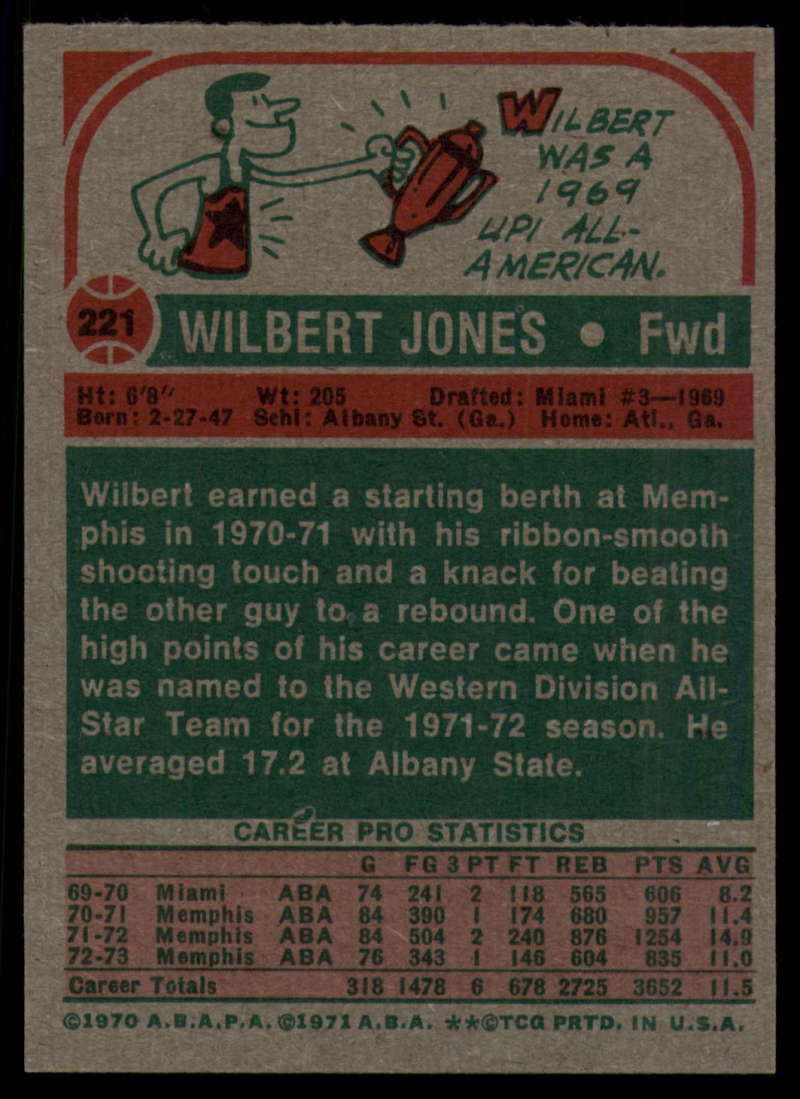 WILBERT
WAS A
1969
UPI ALL-
AMERICAN.
221 WILBERT JONES • Fwd
Ht: 6'8" Wt: 205 Drafted: Miami #3—1969
Born: 2-27-47 Schl: Albany St. (Ga.) Home: Atl., Ga.
Wilbert earned a starting berth at Mem-
phis in 1970-71 with his ribbon-smooth
shooting touch and a knack for beating
the other guy to a rebound. One of the
high points of his career came when he
was named to the Western Division All-
Star Team for the 1971-72 season. He
averaged 17.2 at Albany State.
CAREER PRO STATISTICS
G FG 3 PT FT REB PTS AVG
69-70 Miami ABA 74 241 2 118 565 606 8.2
70-71 Memphis ABA 84 390 1 174 680 957 11.4
71-72 Memphis ABA 84 504 2 240 876 1254 14.9
72-73 Memphis ABA 76 343 1 146 604 835 11.0
Career Totals 318 1478 6 678 2725 3652 11.5
©1970 A.B.A.P.A. ©1971 A.B.A. **©TCG PRTD. IN U.S.A.